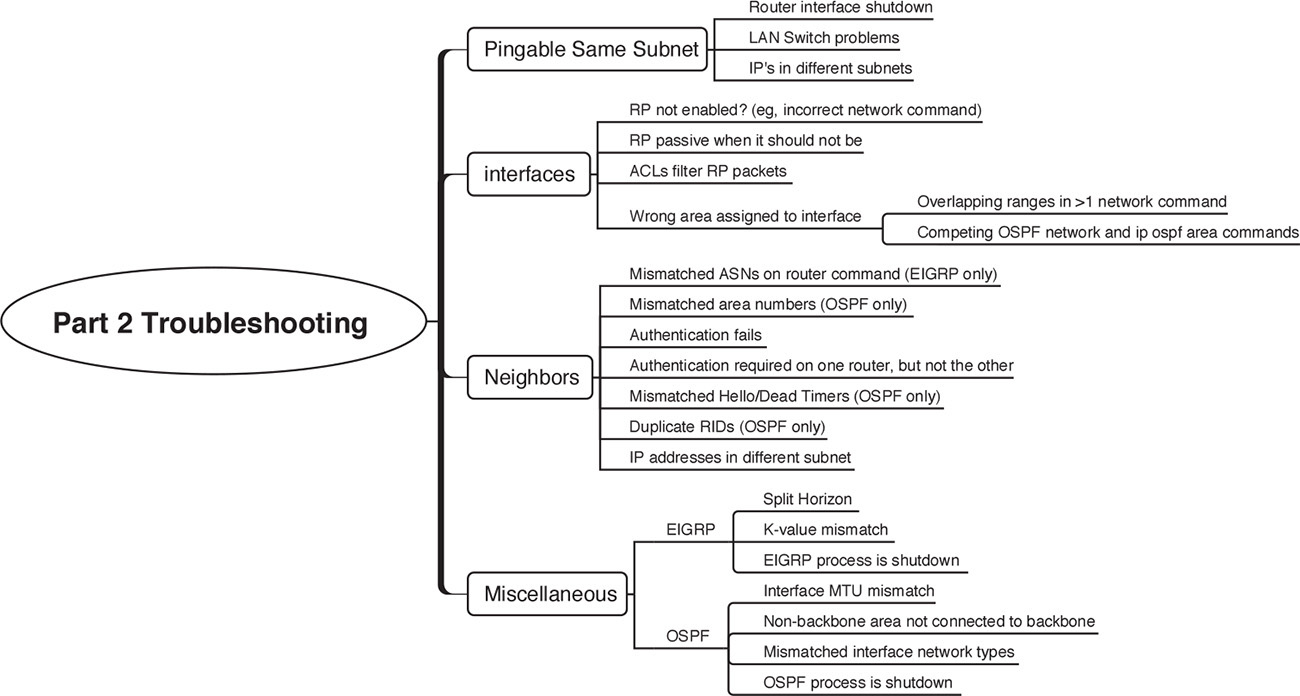 Part 2 Troubleshooting
Pingable Same Subnet
Router interface shutdown
LAN Switch problems
IP's in different subnets
interfaces
RP not enabled? (eg, incorrect network command)
RP passive when it should not be
ACLs filter RP packets
Wrong area assigned to interface
Overlapping ranges in >1 network command
Competing OSPF network and ip ospf area commands
Neighbors
Mismatched ASNs on router command (EIGRP only)
Mismatched area numbers (OSPF only)
Authentication fails
Authentication required on one router, but not the other
Mismatched Hello/Dead Timers (OSPF only)
Duplicate RIDs (OSPF only)
IP addresses in different subnet
Miscellaneous
EIGRP
Split Horizon
K-value mismatch
EIGRP process is shutdown
OSPF
Interface MTU mismatch
Non-backbone area not connected to backbone
Mismatched interface network types
OSPF process is shutdown